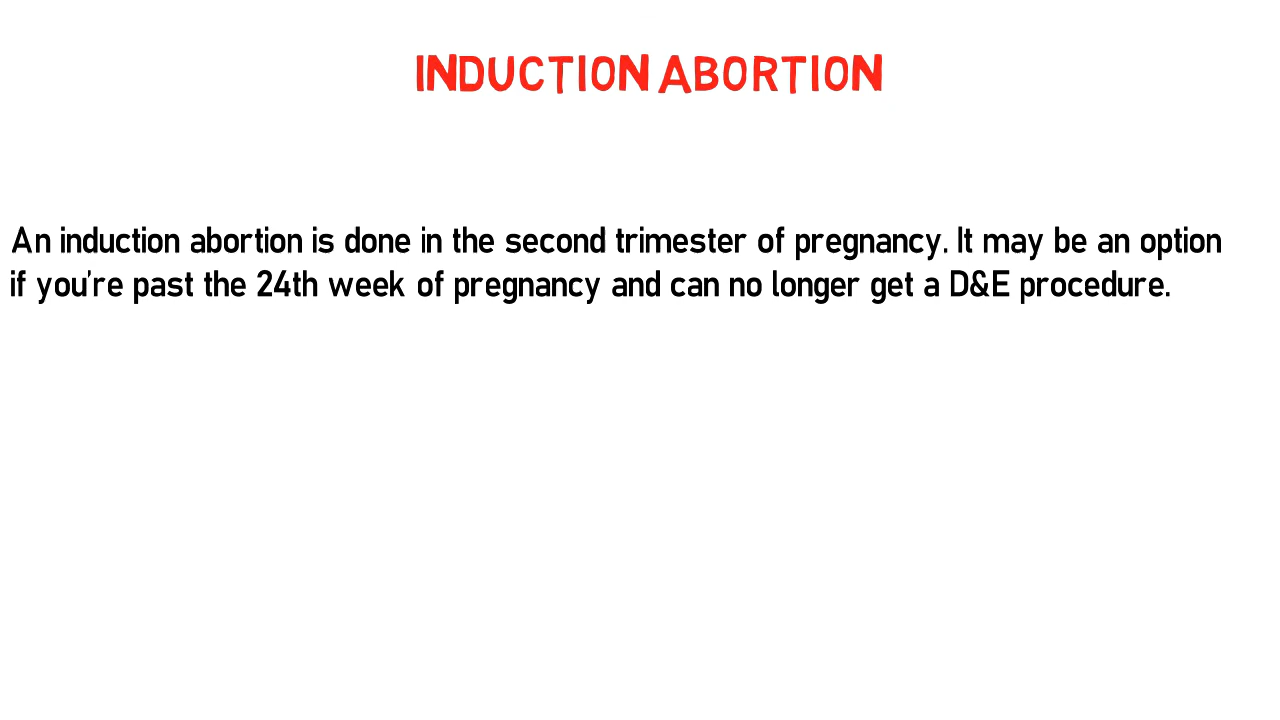 INDUCTION ABORTION
An induction abortion is done in the second trimester of pregnancy. It may be an option
if you're past the 24th week of pregnancy and can no longer get a D&E procedure.